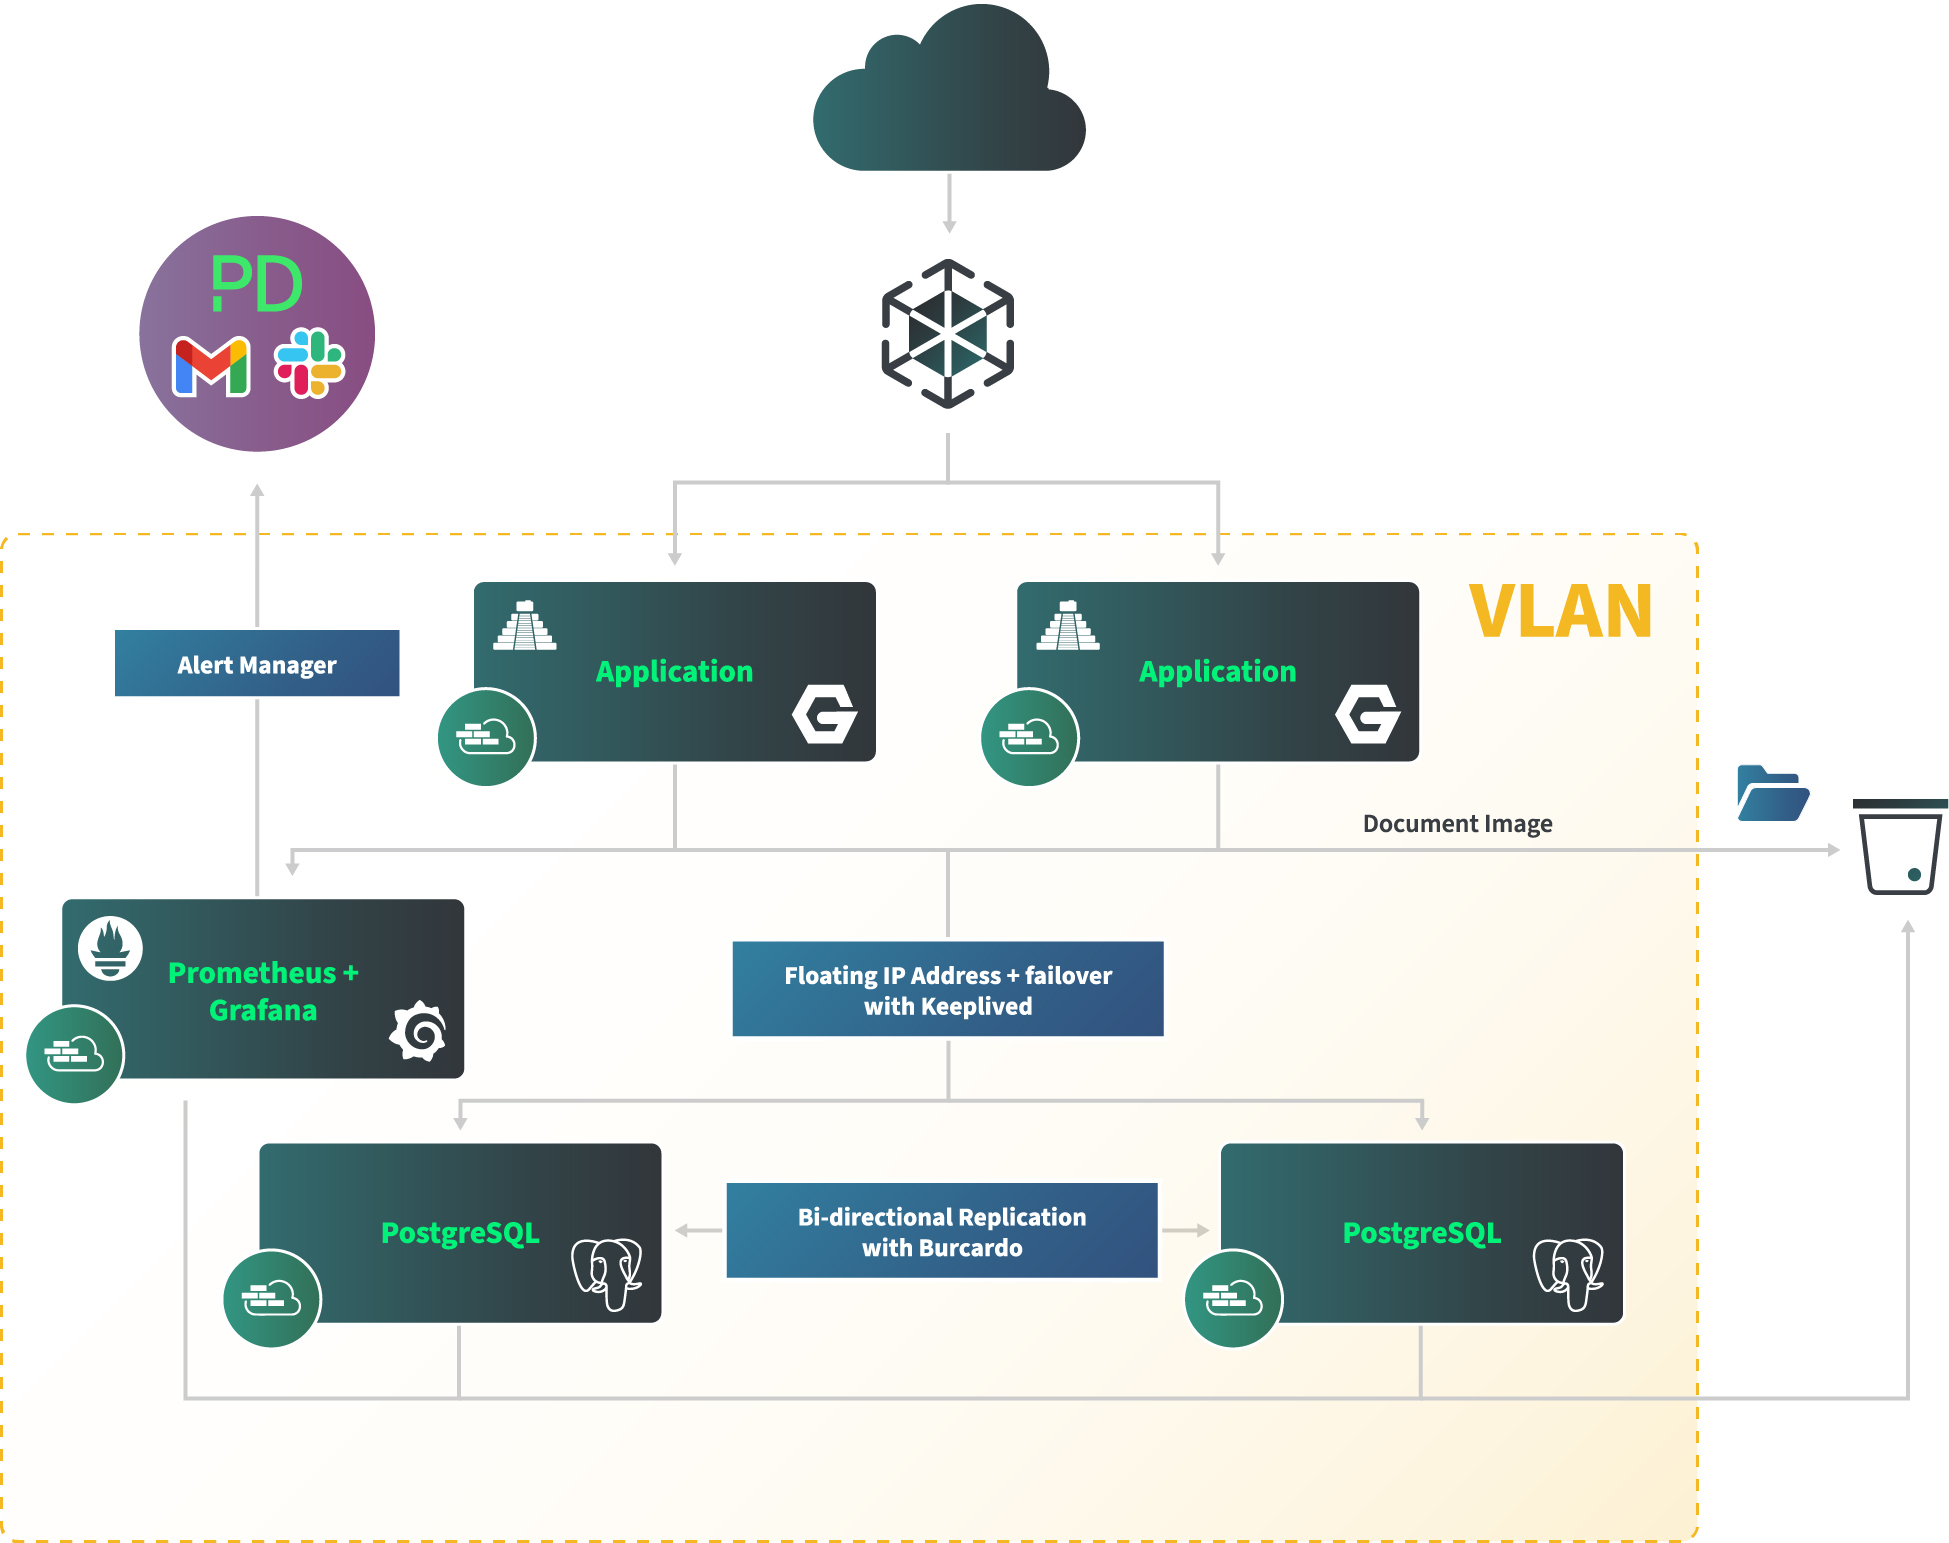 PD
VLAN
Alert Manager
Application
Application
Document Image
Prometheus +
Grafana
Floating IP Address + failover
with Keeplived
PostgreSQL
Bi-directional Replication
with Burcardo
PostgreSQL